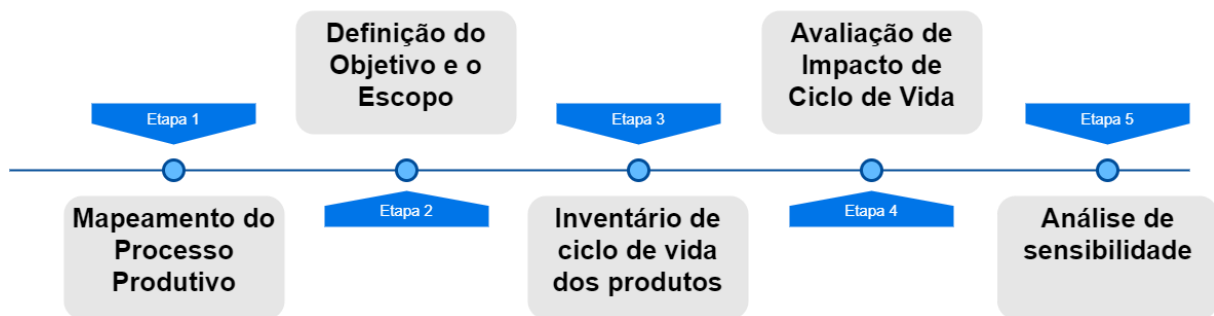 Etapa 1
Mapeamento do
Processo
Produtivo
Definição do
Objetivo e o
Escopo
Etapa 2
Etapa 3
Inventário de
ciclo de vida
dos produtos
Avaliação de
Impacto de
Ciclo de Vida
Etapa 4
Etapa 5
Análise de
sensibilidade